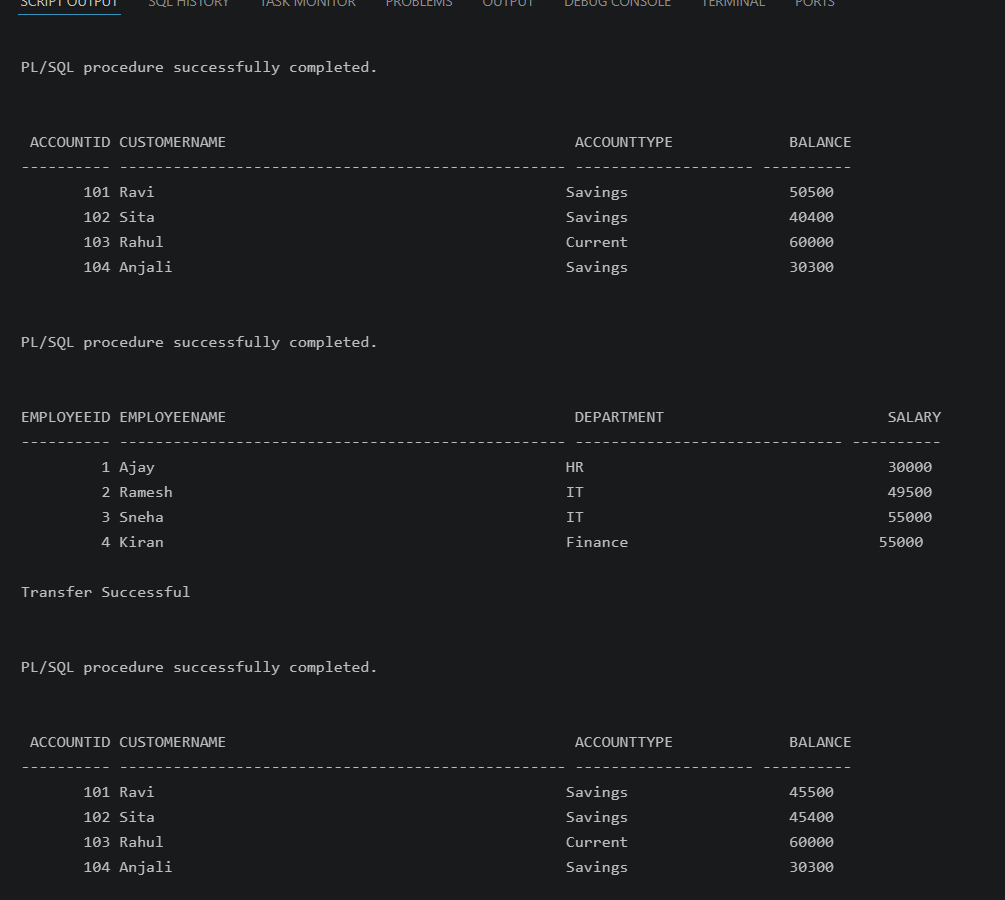 SCRIPT OUTPUT SQL HISTORY TASK MONITOR PROBLEMS OUTPUT DEBUG CONSOLE TERMINAL PORTS
PL/SQL procedure successfully completed.
ACCOUNTID CUSTOMERNAME ACCOUNTTYPE BALANCE
---------- -------------------------------------------------- -------------------- ----------
101 Ravi Savings 50500
102 Sita Savings 40400
103 Rahul Current 60000
104 Anjali Savings 30300
PL/SQL procedure successfully completed.
EMPLOYEEID EMPLOYEENAME DEPARTMENT SALARY
---------- -------------------------------------------------- ------------------------------ ----------
1 Ajay HR 30000
2 Ramesh IT 49500
3 Sneha IT 55000
4 Kiran Finance 55000
Transfer Successful
PL/SQL procedure successfully completed.
ACCOUNTID CUSTOMERNAME ACCOUNTTYPE BALANCE
---------- -------------------------------------------------- -------------------- ----------
101 Ravi Savings 45500
102 Sita Savings 45400
103 Rahul Current 60000
104 Anjali Savings 30300